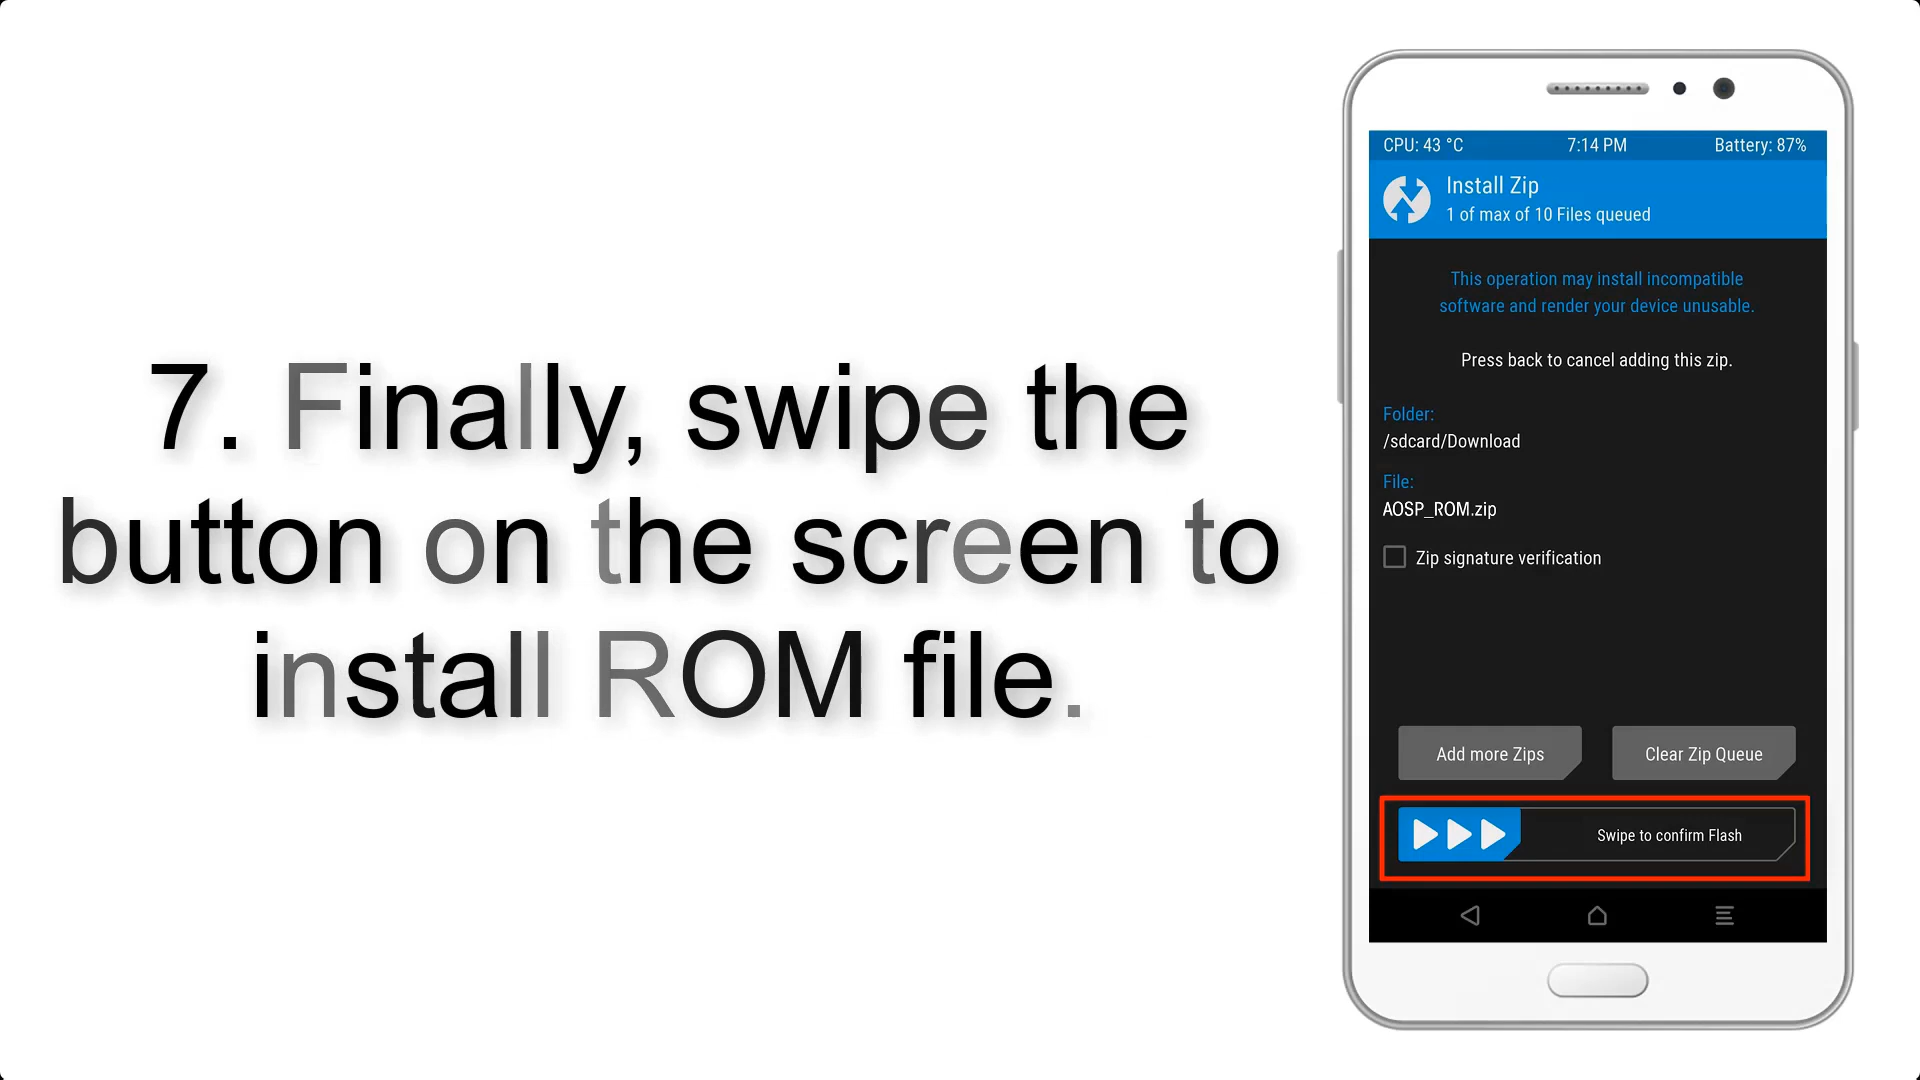 7. Finally, swipe the
button on the screen to
install ROM file.
CPU: 43 °C 7:14 PM Battery: 87%
Install Zip
1 of max of 10 Files queued
This operation may install incompatible
software and render your device unusable.
Press back to cancel adding this zip.
Folder:
/sdcard/Download
File:
AOSP_ROM.zip
Zip signature verification
Add more Zips Clear Zip Queue
Swipe to confirm Flash